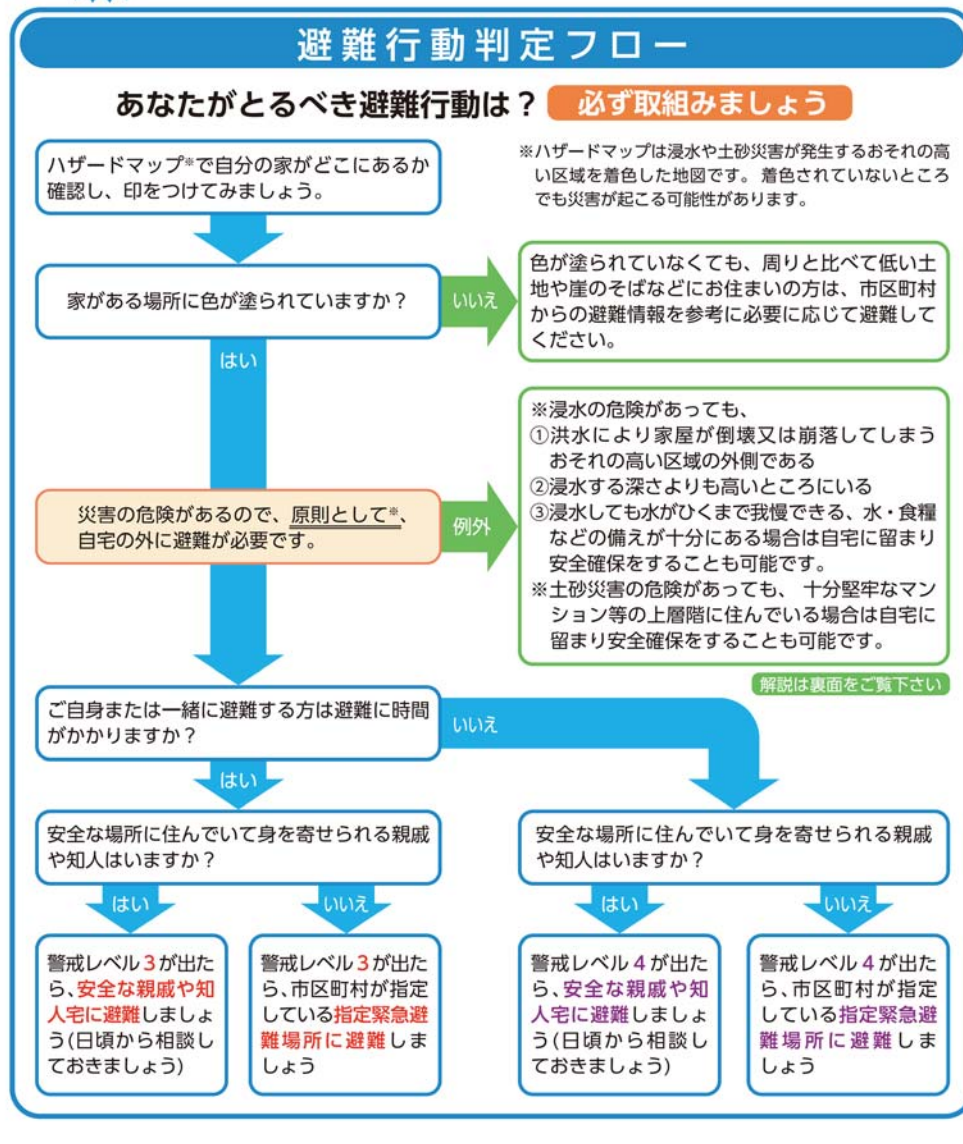 避難行動判定フロー
あなたがとるべき避難行動は？ 必ず取組みましょう
ハザードマップ※で自分の家がどこにあるか
確認し、印をつけてみましょう。
※ハザードマップは浸水や土砂災害が発生するおそれの高
い区域を着色した地図です。着色されていないところ
でも災害が起こる可能性があります。
家がある場所に色が塗られていますか？
いいえ
色が塗られていなくても、周りと比べて低い土
地や崖のそばなどにお住まいの方は、市区町村
からの避難情報を参考に必要に応じて避難して
ください。
はい
災害の危険があるので、原則として※、
自宅の外に避難が必要です。
例外
※浸水の危険があっても、
①洪水により家屋が倒壊又は崩落してしまう
おそれの高い区域の外側である
②浸水する深さよりも高いところにいる
③浸水しても水がひくまで我慢できる、水・食糧
などの備えが十分にある場合は自宅に留まり
安全確保をすることも可能です。
※土砂災害の危険があっても、十分堅牢なマン
ション等の上層階に住んでいる場合は自宅に
留まり安全確保をすることも可能です。
解説は裏面をご覧下さい
ご自身または一緒に避難する方は避難に時間
がかかりますか？
いいえ
はい
安全な場所に住んでいて身を寄せられる親戚
や知人はいますか？
安全な場所に住んでいて身を寄せられる親戚
や知人はいますか？
はい
いいえ
はい
いいえ
警戒レベル3が出た
ら、安全な親戚や知
人宅に避難しましょ
う(日頃から相談し
ておきましょう)
警戒レベル3が出た
ら、市区町村が指定
している指定緊急避
難場所に避難しま
しょう
警戒レベル4が出た
ら、安全な親戚や知
人宅に避難しましょ
う(日頃から相談し
ておきましょう)
警戒レベル4が出た
ら、市区町村が指定
している指定緊急避
難場所に避難しま
しょう